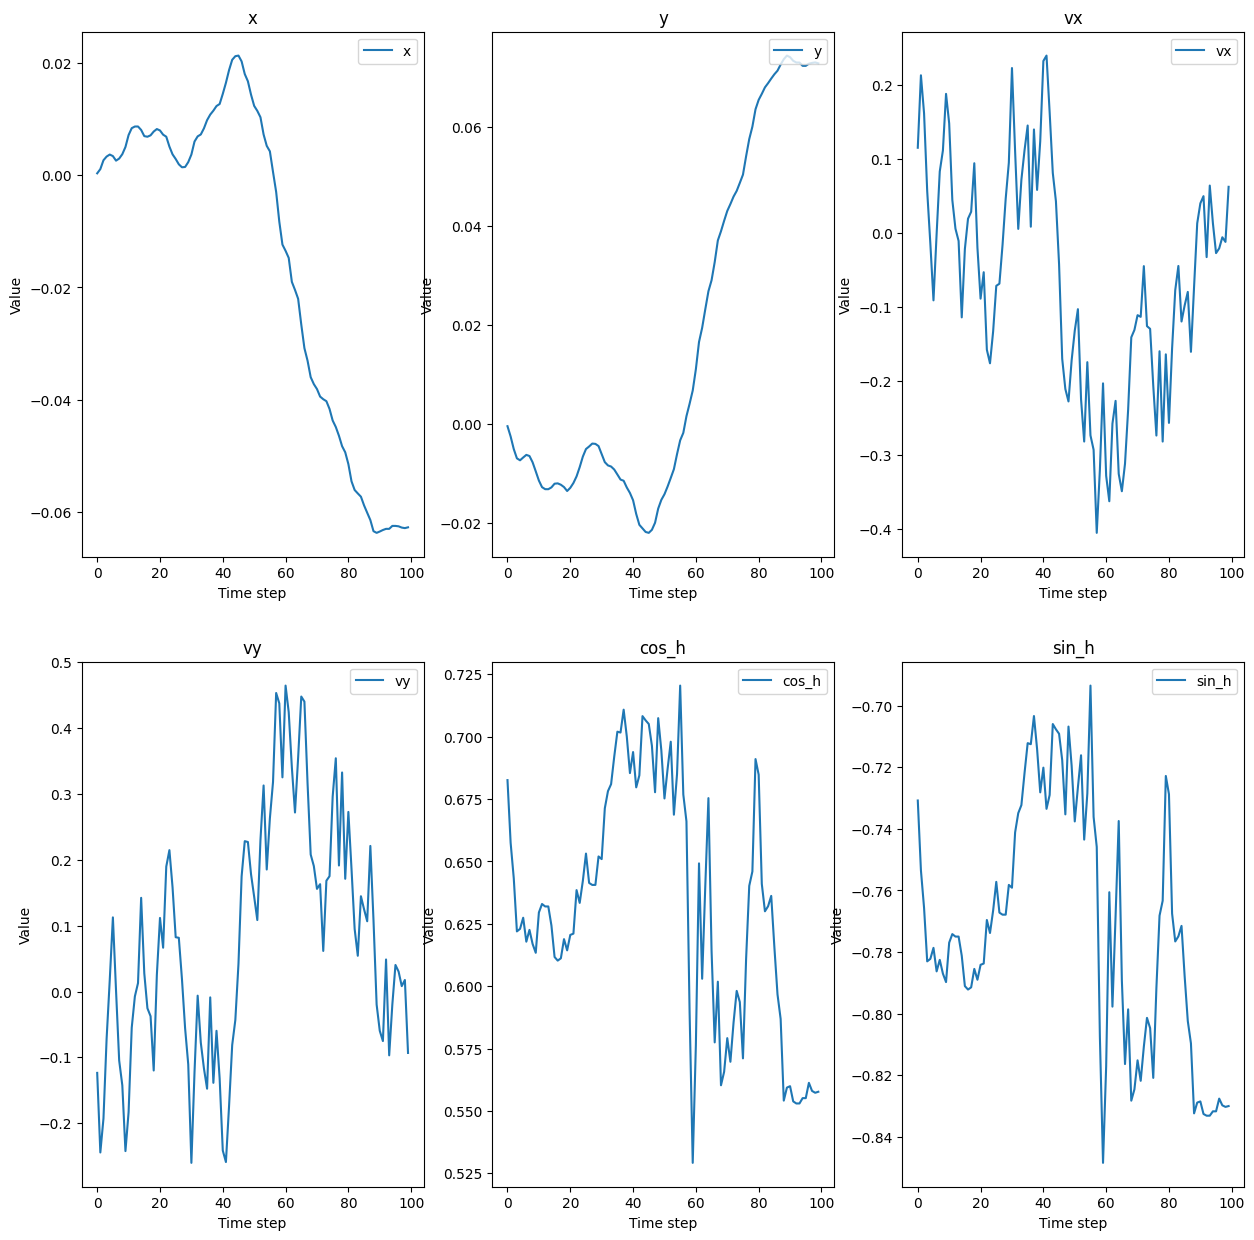 x
x
0.02
0.00
−0.02
−0.04
−0.06
Value
0 20 40 60 80 100
Time step
y
y
0.06
0.04
0.02
0.00
−0.02
Value
0 20 40 60 80 100
Time step
vx
vx
0.2
0.1
0.0
−0.1
−0.2
−0.3
−0.4
Value
0 20 40 60 80 100
Time step
vy
vy
0.5
0.4
0.3
0.2
0.1
0.0
−0.1
−0.2
Value
0 20 40 60 80 100
Time step
cos_h
cos_h
0.725
0.700
0.675
0.650
0.625
0.600
0.575
0.550
0.525
Value
0 20 40 60 80 100
Time step
sin_h
sin_h
−0.70
−0.72
−0.74
−0.76
−0.78
−0.80
−0.82
−0.84
Value
0 20 40 60 80 100
Time step